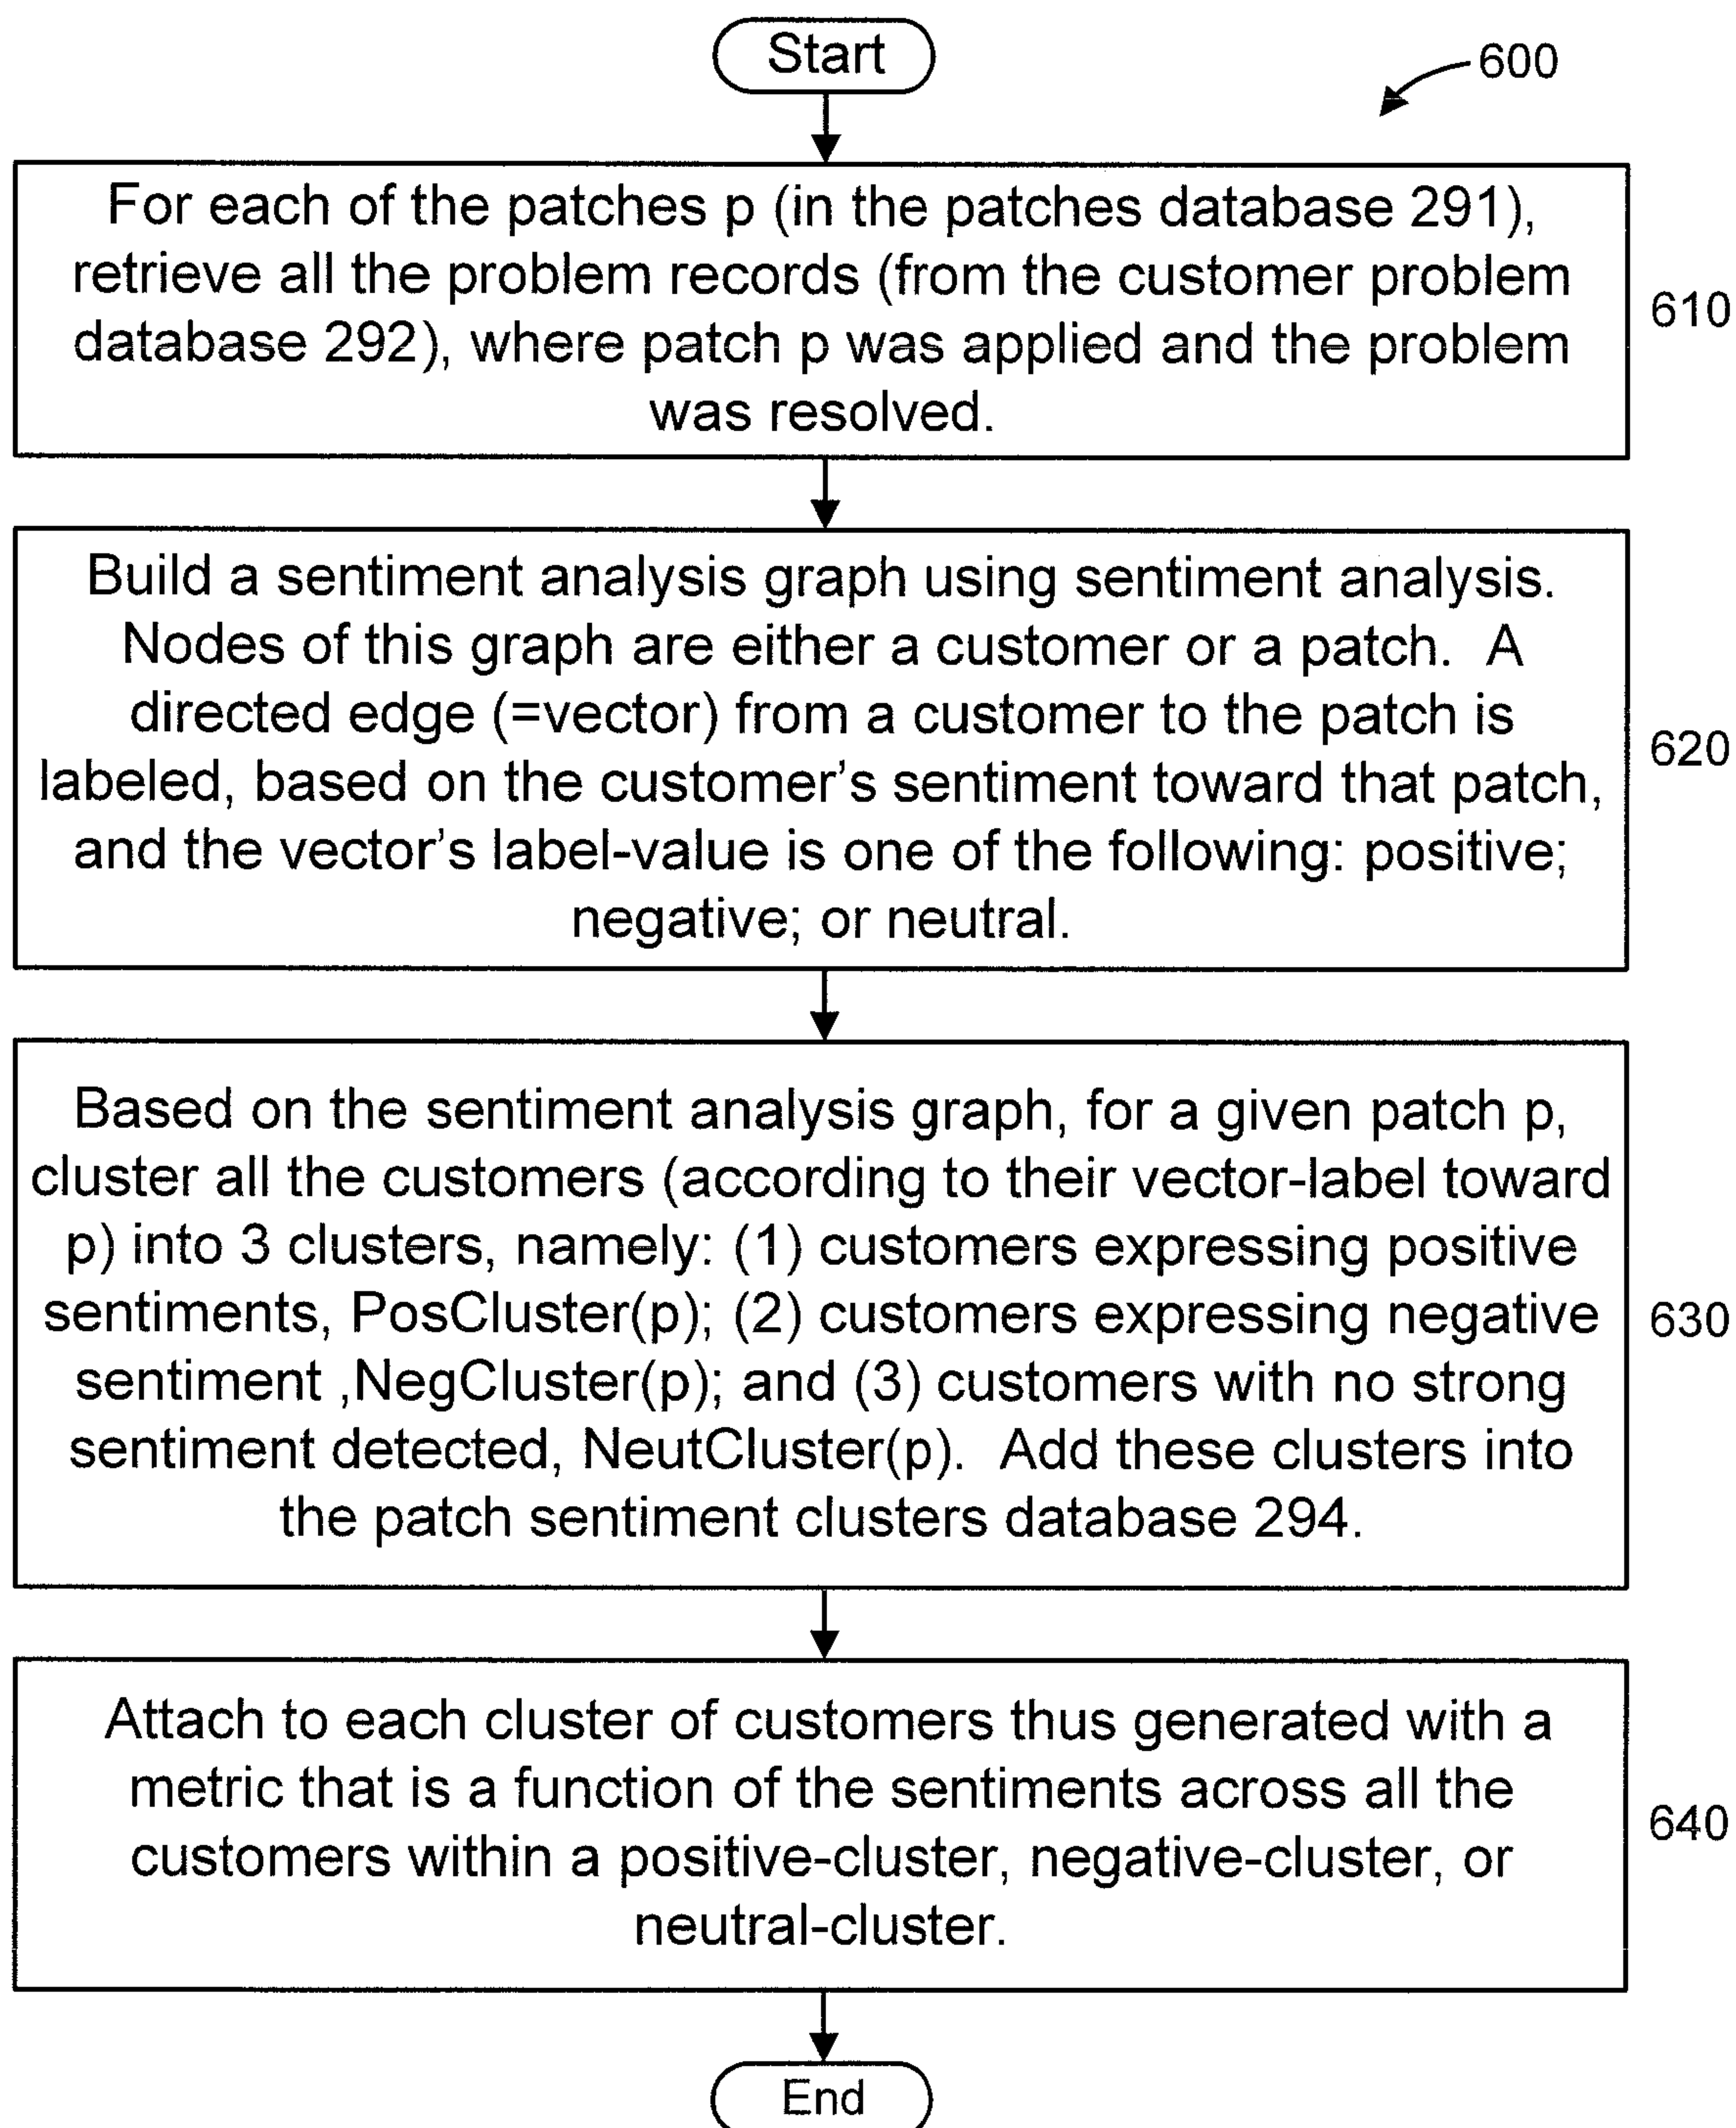 Start
600
For each of the patches p (in the patches database 291),
retrieve all the problem records (from the customer problem
database 292), where patch p was applied and the problem
was resolved.
610
Build a sentiment analysis graph using sentiment analysis.
Nodes of this graph are either a customer or a patch. A
directed edge (=vector) from a customer to the patch is
labeled, based on the customer's sentiment toward that patch,
and the vector's label-value is one of the following: positive;
negative; or neutral.
620
Based on the sentiment analysis graph, for a given patch p,
cluster all the customers (according to their vector-label toward
p) into 3 clusters, namely: (1) customers expressing positive
sentiments, PosCluster(p); (2) customers expressing negative
sentiment ,NegCluster(p); and (3) customers with no strong
sentiment detected, NeutCluster(p). Add these clusters into
the patch sentiment clusters database 294.
630
Attach to each cluster of customers thus generated with a
metric that is a function of the sentiments across all the
customers within a positive-cluster, negative-cluster, or
neutral-cluster.
640
End